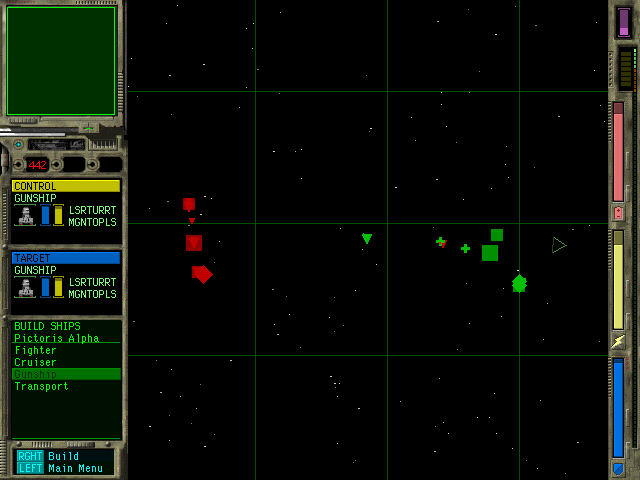 442
CONTROL
GUNSHIP
LSRTURRT
MGNTOPLS
TARGET
GUNSHIP
LSRTURRT
MGNTOPLS
BUILD SHIPS
Pictoris Alpha
Fighter
Cruiser
Gunship
Transport
RGHT Build
LEFT Main Menu